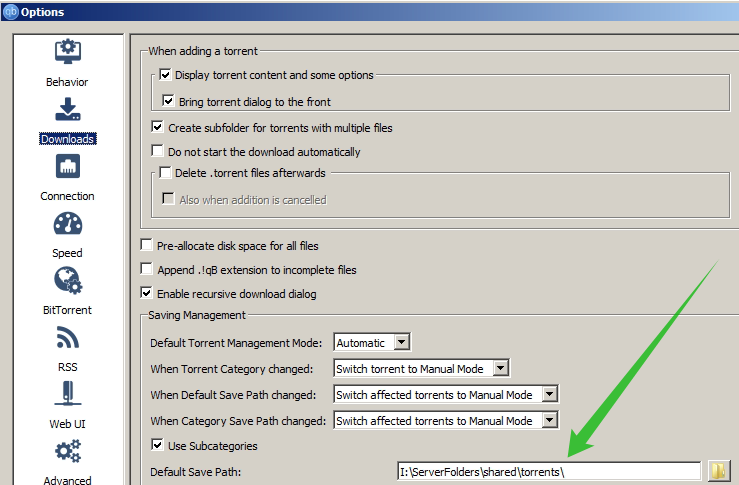 qb Options
Behavior
Downloads
Connection
Speed
BitTorrent
RSS
Web UI
Advanced
When adding a torrent
Display torrent content and some options
Bring torrent dialog to the front
Create subfolder for torrents with multiple files
Do not start the download automatically
Delete .torrent files afterwards
Also when addition is cancelled
Pre-allocate disk space for all files
Append .!qB extension to incomplete files
Enable recursive download dialog
Saving Management
Default Torrent Management Mode: Automatic
When Torrent Category changed: Switch torrent to Manual Mode
When Default Save Path changed: Switch affected torrents to Manual Mode
When Category Save Path changed: Switch affected torrents to Manual Mode
Use Subcategories
Default Save Path: I:\ServerFolders\shared\torrents\